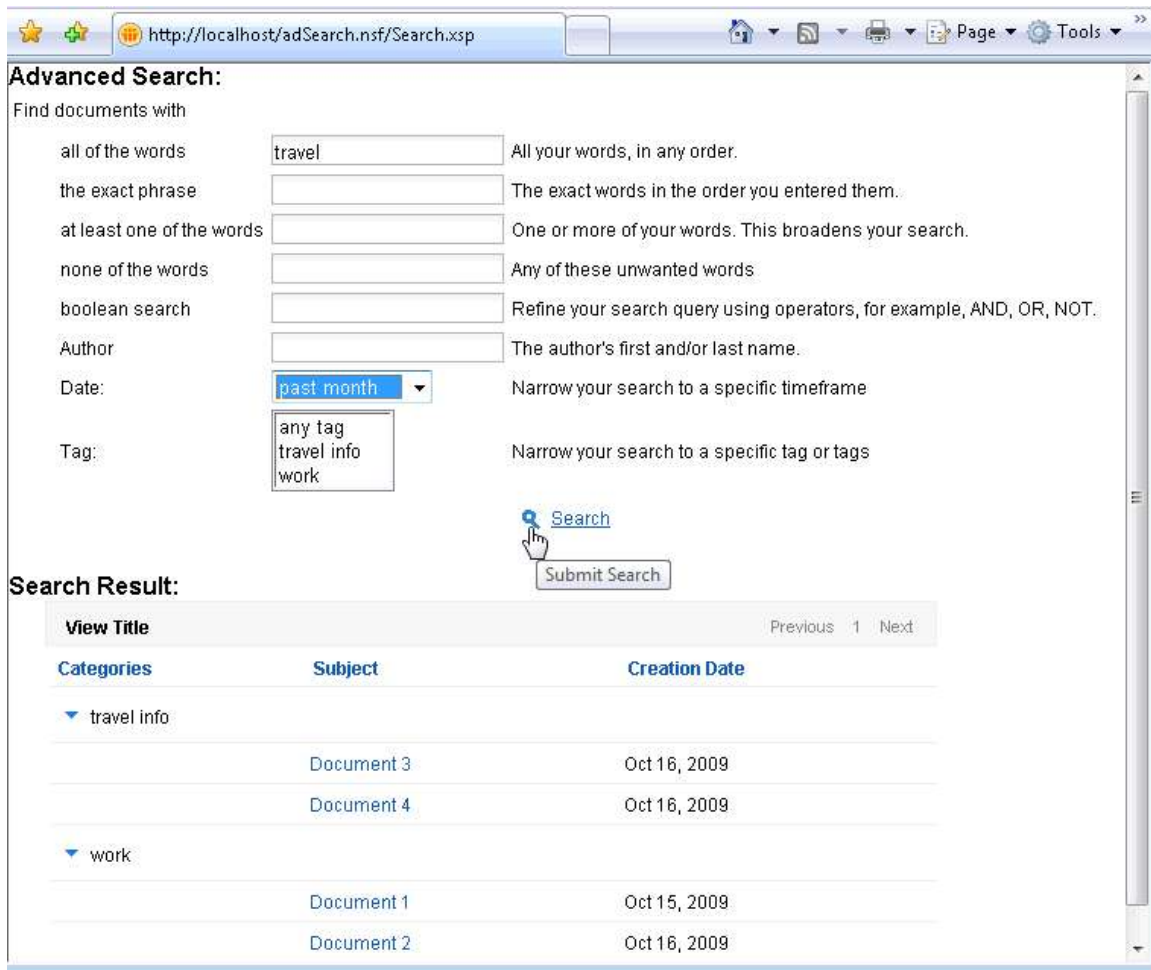 http://localhost/adSearch.nsf/Search.xsp
Page Tools
Advanced Search:
Find documents with
all of the words travel All your words, in any order.
the exact phrase The exact words in the order you entered them.
at least one of the words One or more of your words. This broadens your search.
none of the words Any of these unwanted words
boolean search Refine your search query using operators, for example, AND, OR, NOT.
Author The author's first and/or last name.
Date: past month Narrow your search to a specific timeframe
any tag
Tag: travel info Narrow your search to a specific tag or tags
work
Search
Submit Search
Search Result:
View Title Previous 1 Next
Categories Subject Creation Date
travel info
Document 3 Oct 16, 2009
Document 4 Oct 16, 2009
work
Document 1 Oct 15, 2009
Document 2 Oct 16, 2009